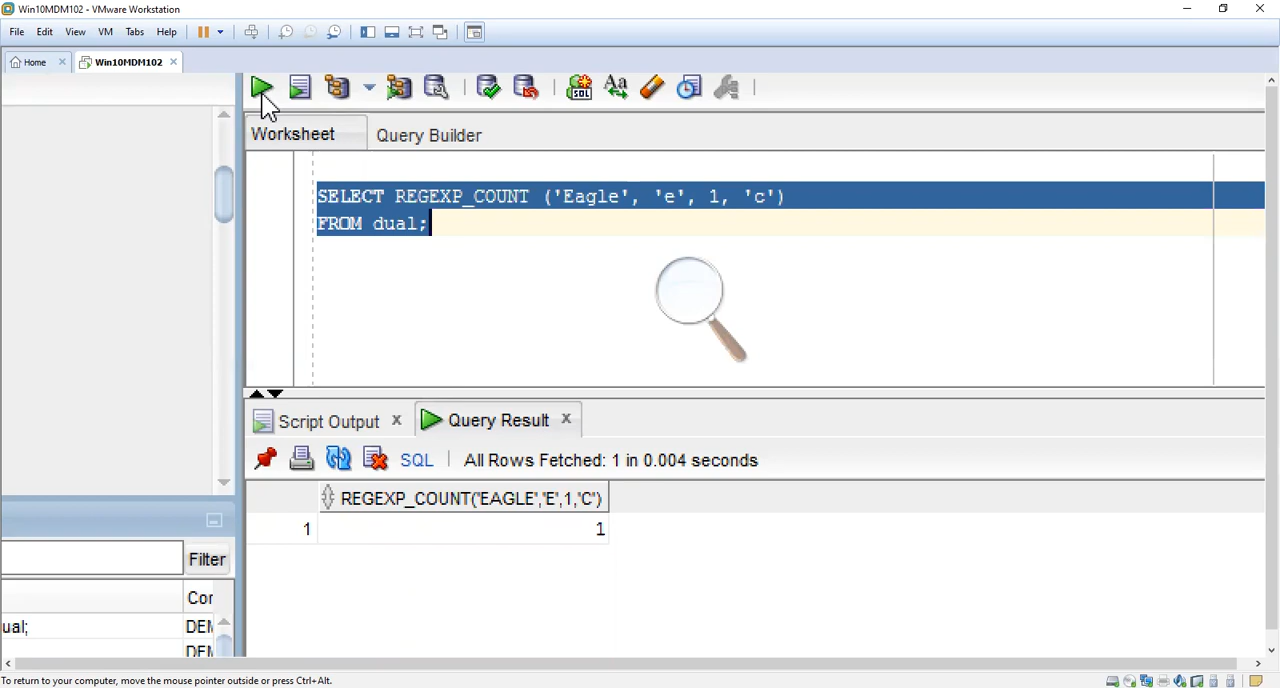 Win10MDM102 - VMware Workstation
File Edit View VM Tabs Help
Home Win10MDM102
Worksheet Query Builder
SELECT REGEXP_COUNT ('Eagle', 'e', 1, 'c')
FROM dual;
Script Output x Query Result x
SQL | All Rows Fetched: 1 in 0.004 seconds
REGEXP_COUNT('EAGLE','E',1,'C')
1 1
Filter
Cor
ual; DEM
DEM
To return to your computer, move the mouse pointer outside or press Ctrl+Alt.